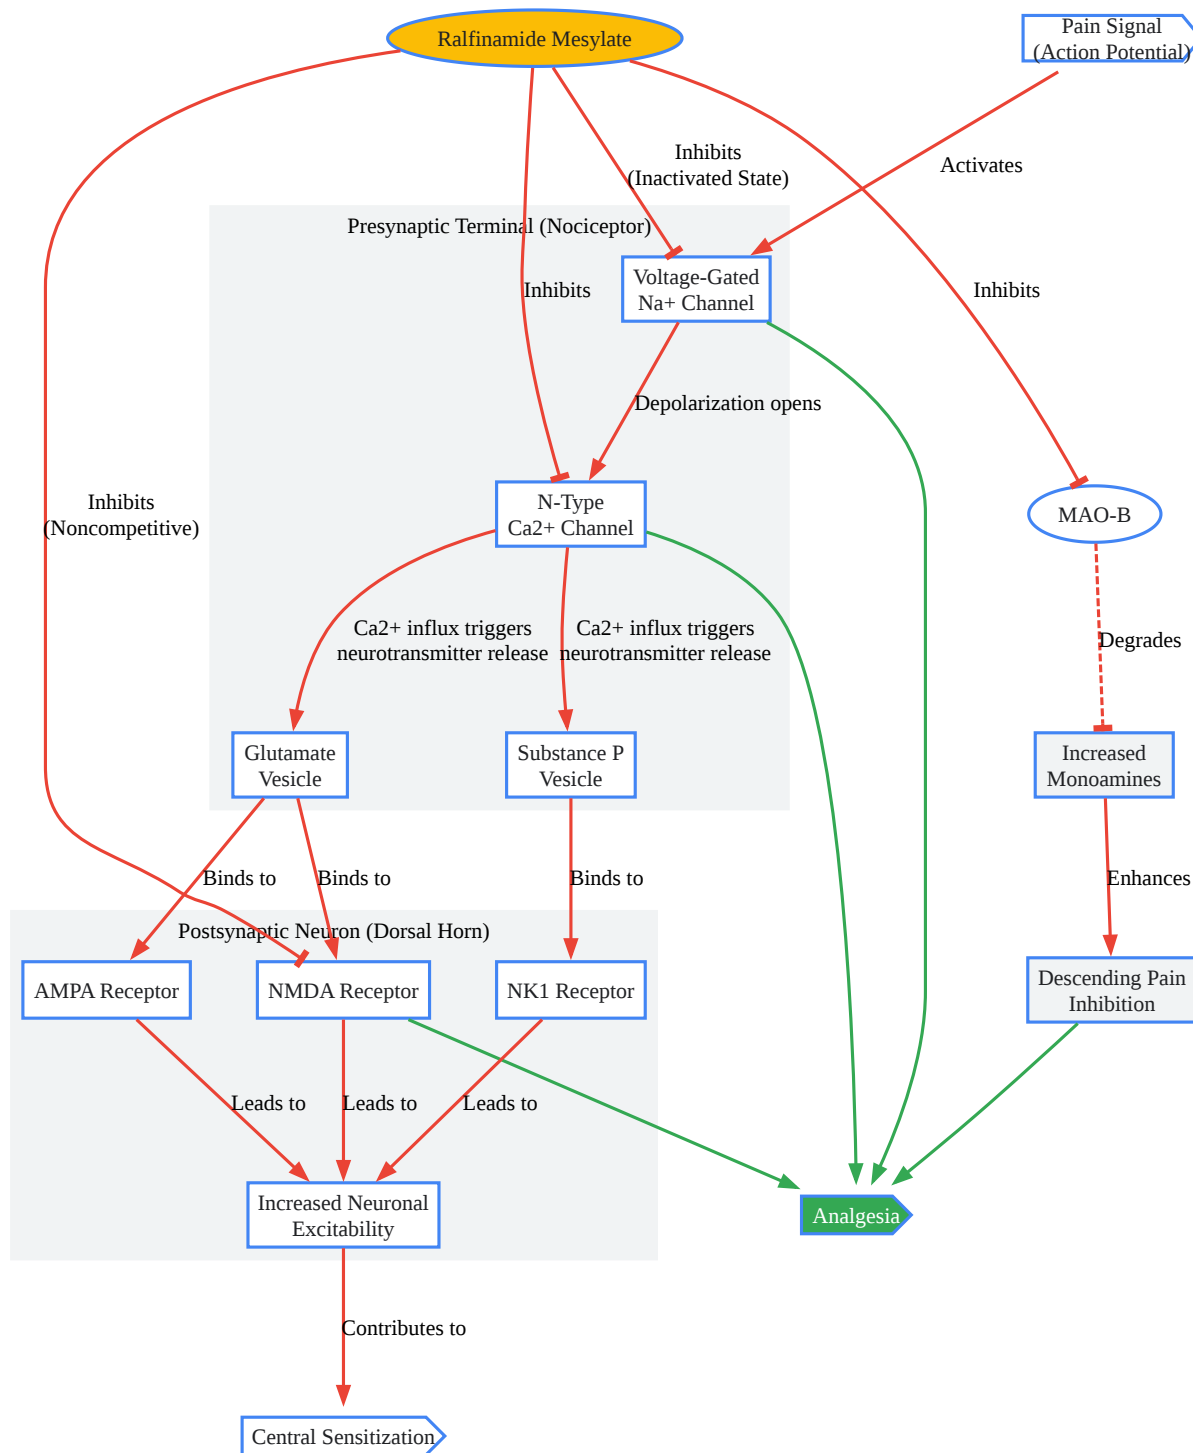 Ralfinamide Mesylate
Pain Signal
(Action Potential)
Inhibits
(Inactivated State)
Activates
Presynaptic Terminal (Nociceptor)
Voltage-Gated
Na+ Channel
Inhibits
Inhibits
Depolarization opens
Inhibits
(Noncompetitive)
N-Type
Ca2+ Channel
MAO-B
Ca2+ influx triggers
neurotransmitter release
Ca2+ influx triggers
neurotransmitter release
Degrades
Glutamate
Vesicle
Substance P
Vesicle
Increased
Monoamines
Binds to
Binds to
Binds to
Enhances
Postsynaptic Neuron (Dorsal Horn)
AMPA Receptor
NMDA Receptor
NK1 Receptor
Descending Pain
Inhibition
Leads to
Leads to
Leads to
Increased Neuronal
Excitability
Analgesia
Contributes to
Central Sensitization